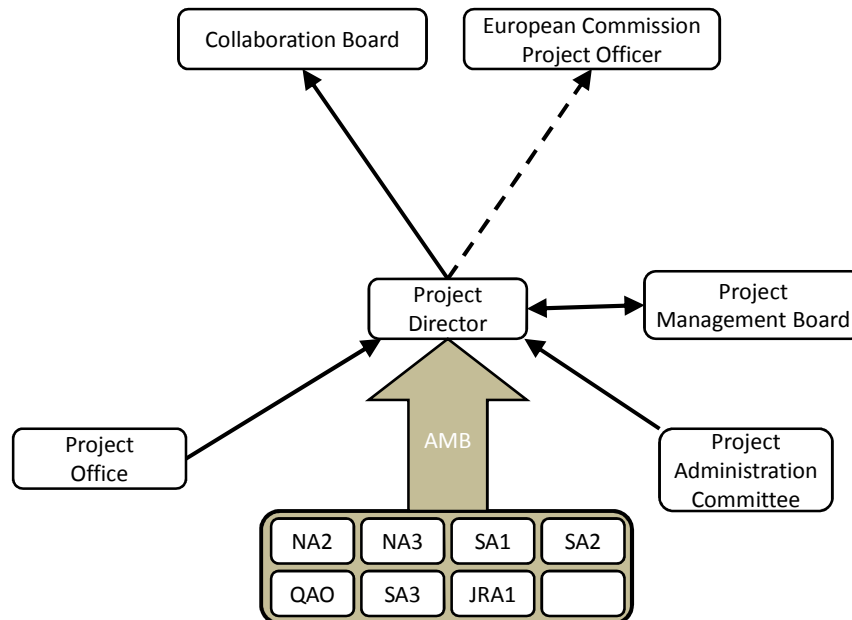 Collaboration Board
European Commission
Project Officer
Project
Director
Project
Management Board
AMB
Project
Office
Project
Administration
Committee
NA2
NA3
SA1
SA2
QAO
SA3
JRA1